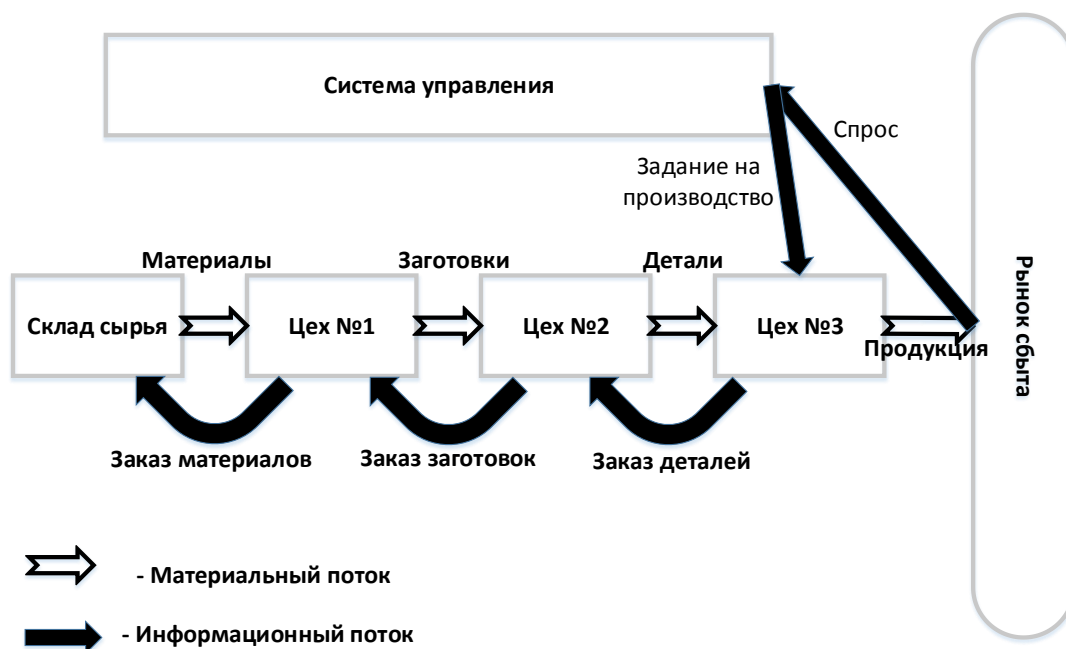 Система управления
Спрос
Задание на
производство
Материалы
Заготовки
Детали
Склад сырья
Цех №1
Цех №2
Цех №3
Продукция
Рынок сбыта
Заказ материалов
Заказ заготовок
Заказ деталей
- Материальный поток
- Информационный поток